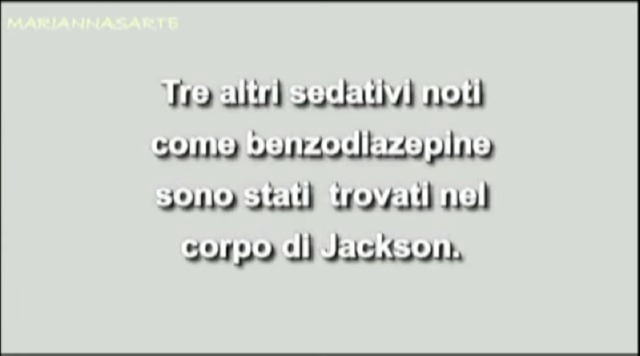 MARIANNASARTE
Tre altri sedativi noti
come benzodiazepine
sono stati trovati nel
corpo di Jackson.